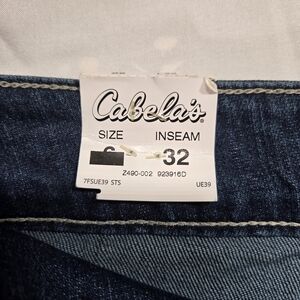 Cabela's
SIZE INSEAM
32
Z490-002 923916D
7FSUE39 STS UE39